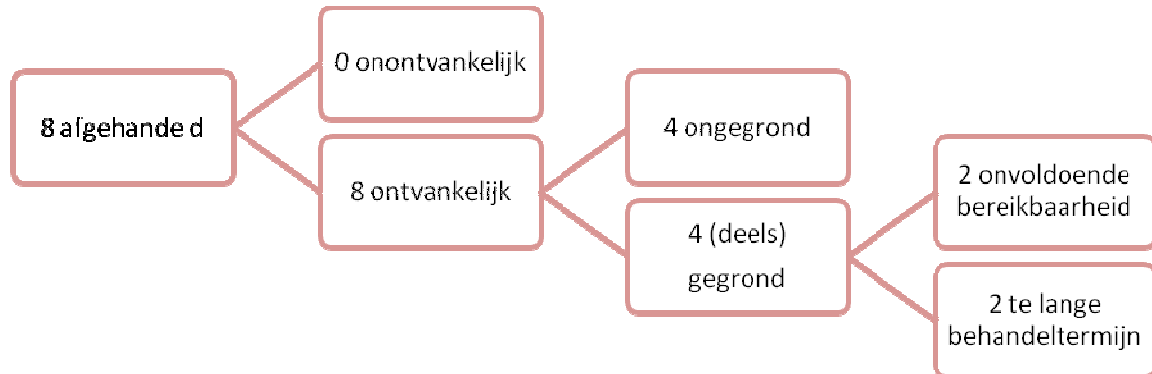 8 afgehande d
0 onontvankelijk
8 ontvankelijk
4 ongegrond
4 (deels)
gegrond
2 onvoldoende
bereikbaarheid
2 te lange
behandeltermijn